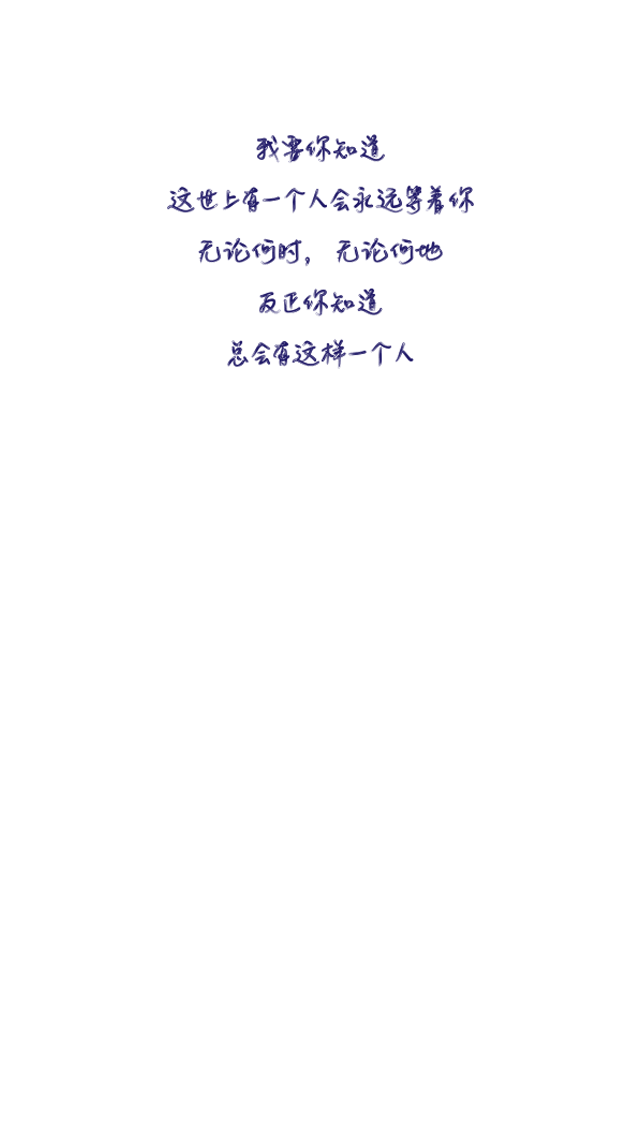 我要你知道
这世上有一个人会永远等着你
无论何时，无论何地
反正你知道
总会有这样一个人